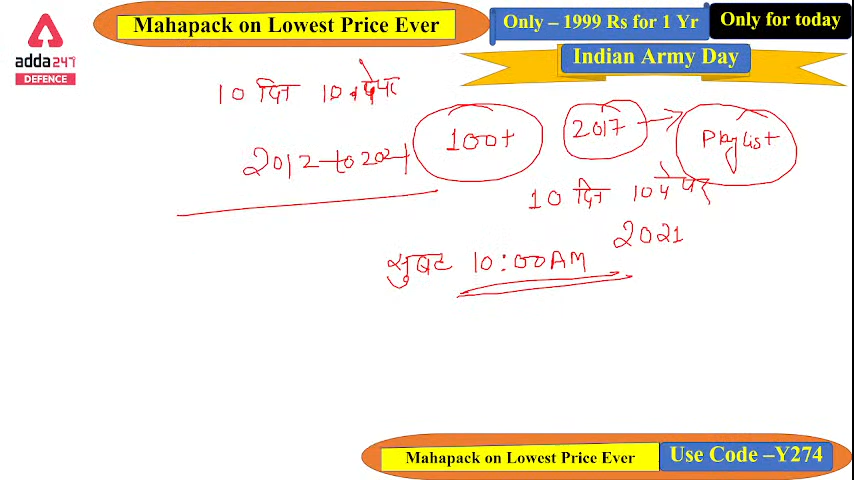 Mahapack on Lowest Price Ever
Only – 1999 Rs for 1 Yr
Only for today
adda247
DEFENCE
Indian Army Day
10 दिन 10 पेपर
2012 to 2021
100+
2017
Playlist
10 दिन 10 पेपर
2021
सुबह 10:00AM
Mahapack on Lowest Price Ever
Use Code –Y274